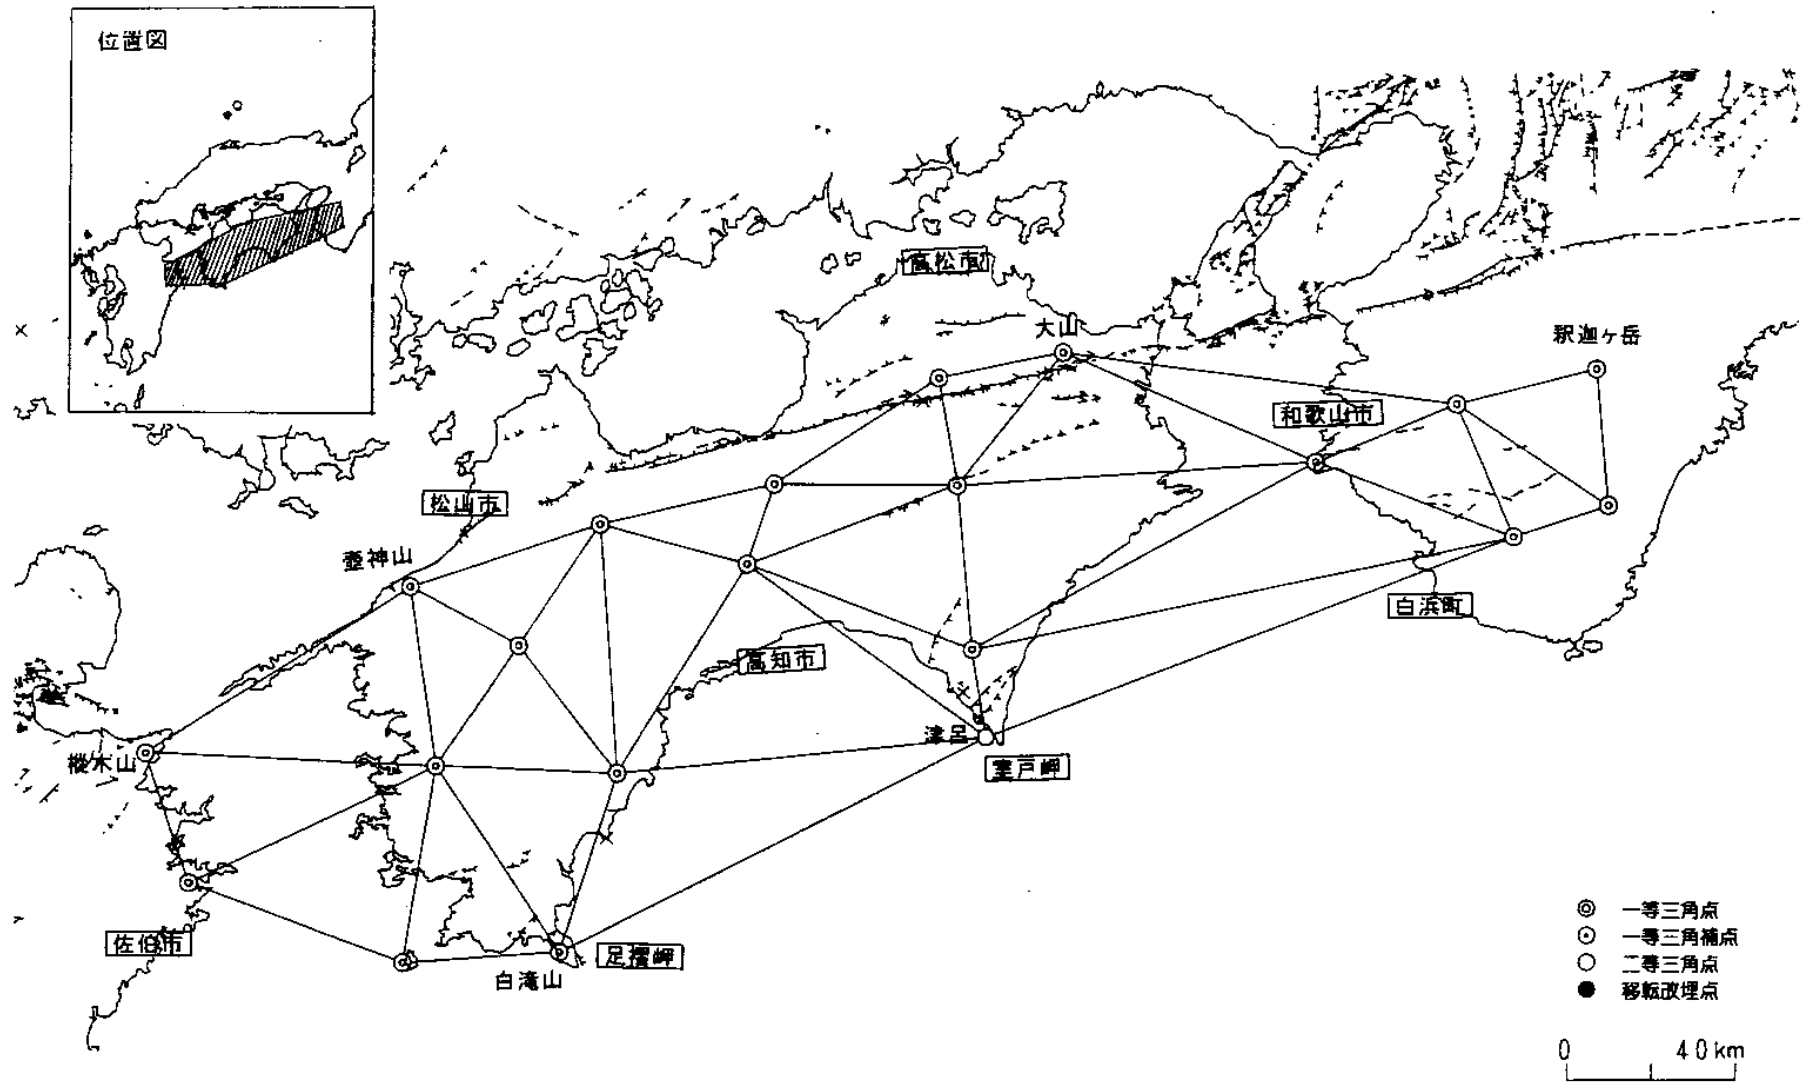 位置図
高松市
大山
釈迦ヶ岳
和歌山市
松山市
壺神山
白浜町
高知市
津呂
樅木山
室戸岬
佐伯市
足摺岬
白滝山
一等三角点
一等三角補点
二等三角点
移転改埋点
0 40km